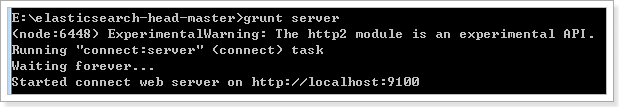 E:\elasticsearch-head-master>grunt server
(node:6448) ExperimentalWarning: The http2 module is an experimental API.
Running "connect:server" (connect) task
Waiting forever...
Started connect web server on http://localhost:9100